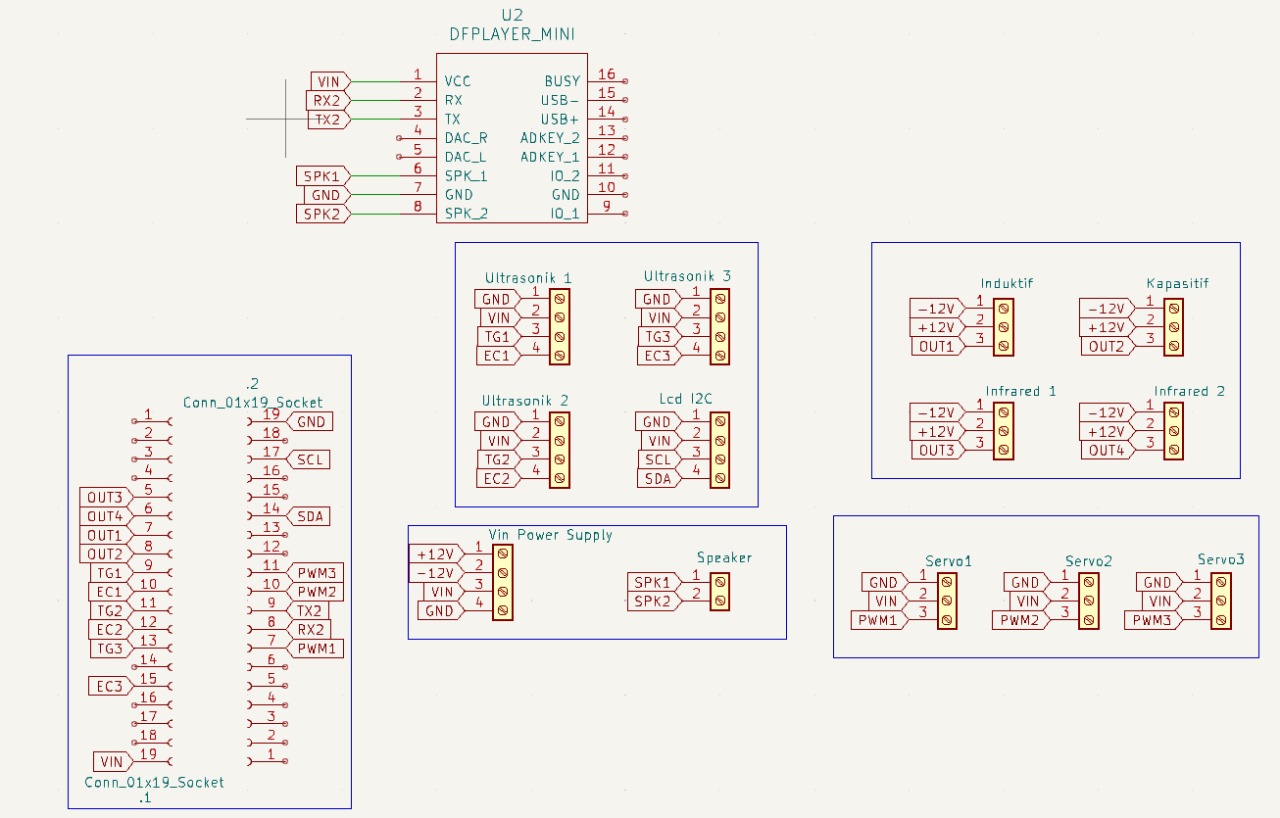 U2
DFPLAYER_MINI
VIN 1 VCC BUSY 16
RX2 2 RX USB- 15
TX2 3 TX USB+ 14
4 DAC_R ADKEY_2 13
5 DAC_L ADKEY_1 12
SPK1 6 SPK_1 IO_2 11
GND 7 GND GND 10
SPK2 8 SPK_2 IO_1 9
Ultrasonik 1
GND 1
VIN 2
TG1 3
EC1 4
Ultrasonik 3
GND 1
VIN 2
TG3 3
EC3 4
Ultrasonik 2
GND 1
VIN 2
TG2 3
EC2 4
Lcd I2C
GND 1
VIN 2
SCL 3
SDA 4
Induktif
-12V 1
+12V 2
OUT1 3
Kapasitif
-12V 1
+12V 2
OUT2 3
Infrared 1
-12V 1
+12V 2
OUT3 3
Infrared 2
-12V 1
+12V 2
OUT4 3
.2
Conn_01x19_Socket
1 19 GND
2 18
3 17 SCL
4 16
OUT3 5 15
OUT4 6 14 SDA
OUT1 7 13
OUT2 8 12
TG1 9 11 PWM3
EC1 10 10 PWM2
TG2 11 9 TX2
EC2 12 8 RX2
TG3 13 7 PWM1
14 6
EC3 15 5
16 4
17 3
18 2
VIN 19 1
Conn_01x19_Socket
.1
Vin Power Supply
+12V 1
-12V 2
VIN 3
GND 4
Speaker
SPK1 1
SPK2 2
Servo1
GND 1
VIN 2
PWM1 3
Servo2
GND 1
VIN 2
PWM2 3
Servo3
GND 1
VIN 2
PWM3 3